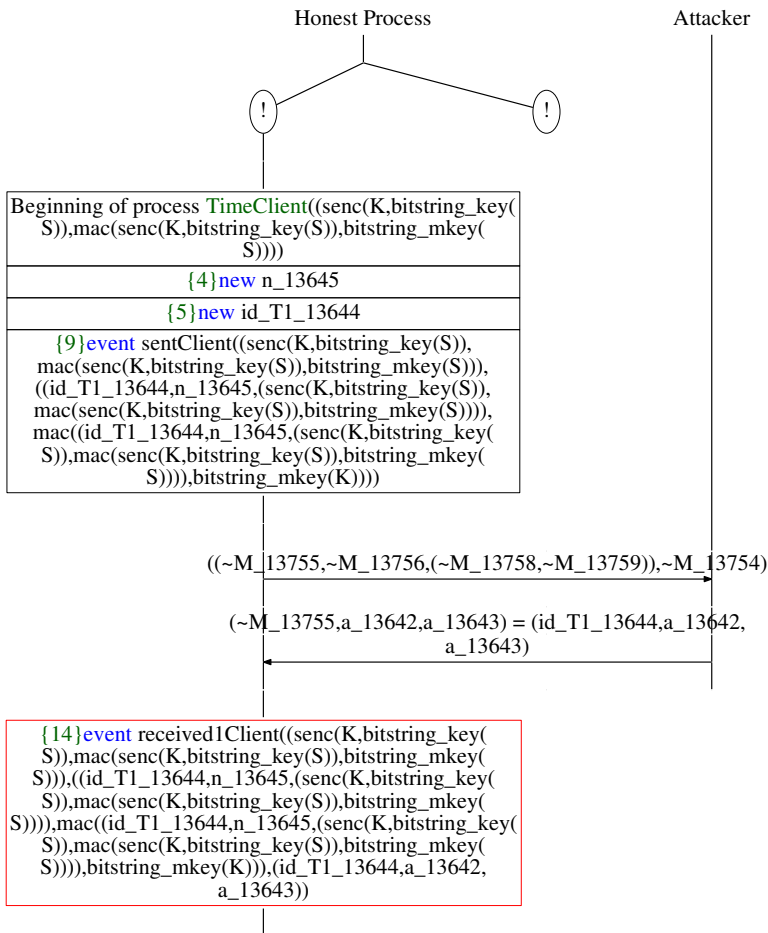 Honest Process
Attacker
!
!
Beginning of process TimeClient((senc(K,bitstring_key(
S)),mac(senc(K,bitstring_key(S)),bitstring_mkey(
S))))
{4}new n_13645
{5}new id_T1_13644
{9}event sentClient((senc(K,bitstring_key(S)),
mac(senc(K,bitstring_key(S)),bitstring_mkey(S))),
((id_T1_13644,n_13645,(senc(K,bitstring_key(S)),
mac(senc(K,bitstring_key(S)),bitstring_mkey(S)))),
mac((id_T1_13644,n_13645,(senc(K,bitstring_key(
S)),mac(senc(K,bitstring_key(S)),bitstring_mkey(
S)))),bitstring_mkey(K))))
((~M_13755,~M_13756,(~M_13758,~M_13759)),~M_13754)
(~M_13755,a_13642,a_13643) = (id_T1_13644,a_13642,
a_13643)
{14}event received1Client((senc(K,bitstring_key(
S)),mac(senc(K,bitstring_key(S)),bitstring_mkey(
S))),((id_T1_13644,n_13645,(senc(K,bitstring_key(
S)),mac(senc(K,bitstring_key(S)),bitstring_mkey(
S)))),mac((id_T1_13644,n_13645,(senc(K,bitstring_key(
S)),mac(senc(K,bitstring_key(S)),bitstring_mkey(
S)))),bitstring_mkey(K))),(id_T1_13644,a_13642,
a_13643))